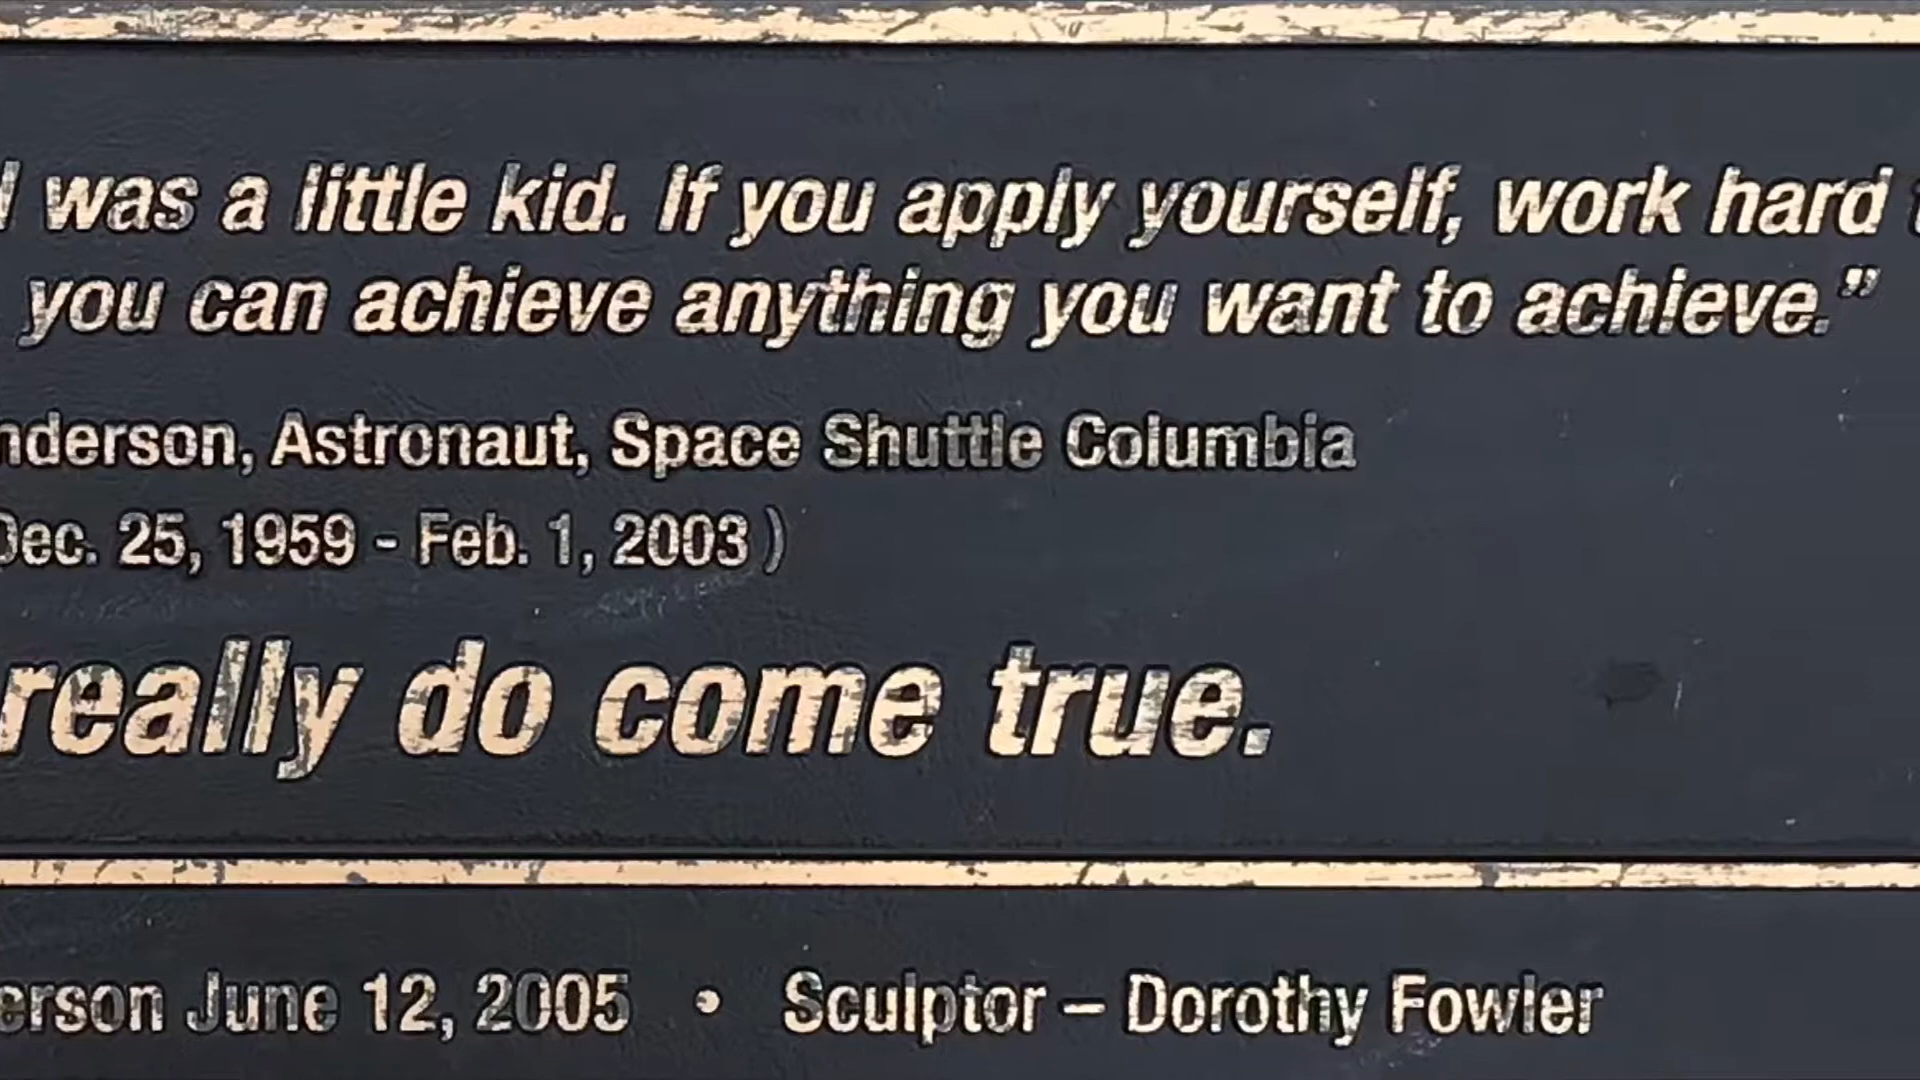 I was a little kid. If you apply yourself, work hard
you can achieve anything you want to achieve.”
nderson, Astronaut, Space Shuttle Columbia
Dec. 25, 1959 - Feb. 1, 2003 )
really do come true.
erson June 12, 2005 • Sculptor – Dorothy Fowler